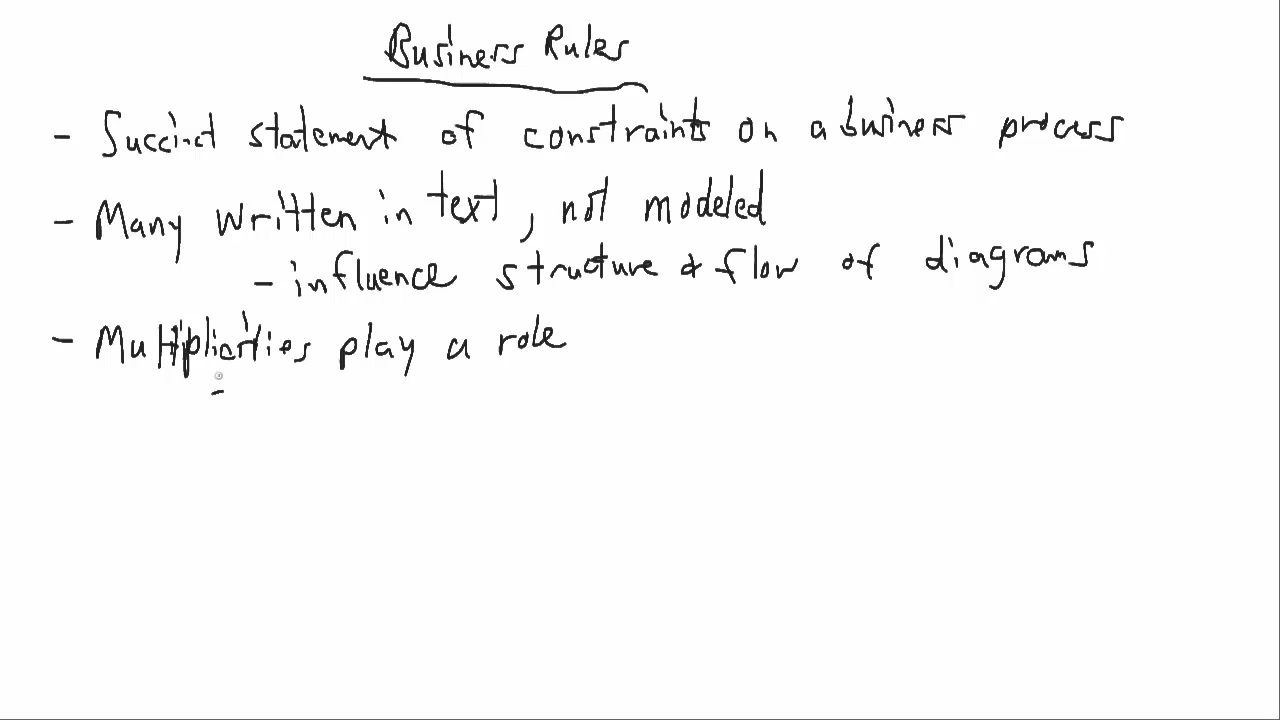 Business Rules
- Succinct statement of constraints on a business process
- Many written in text, not modeled
- influence structure & flow of diagrams
- Multiplicities play a role
-